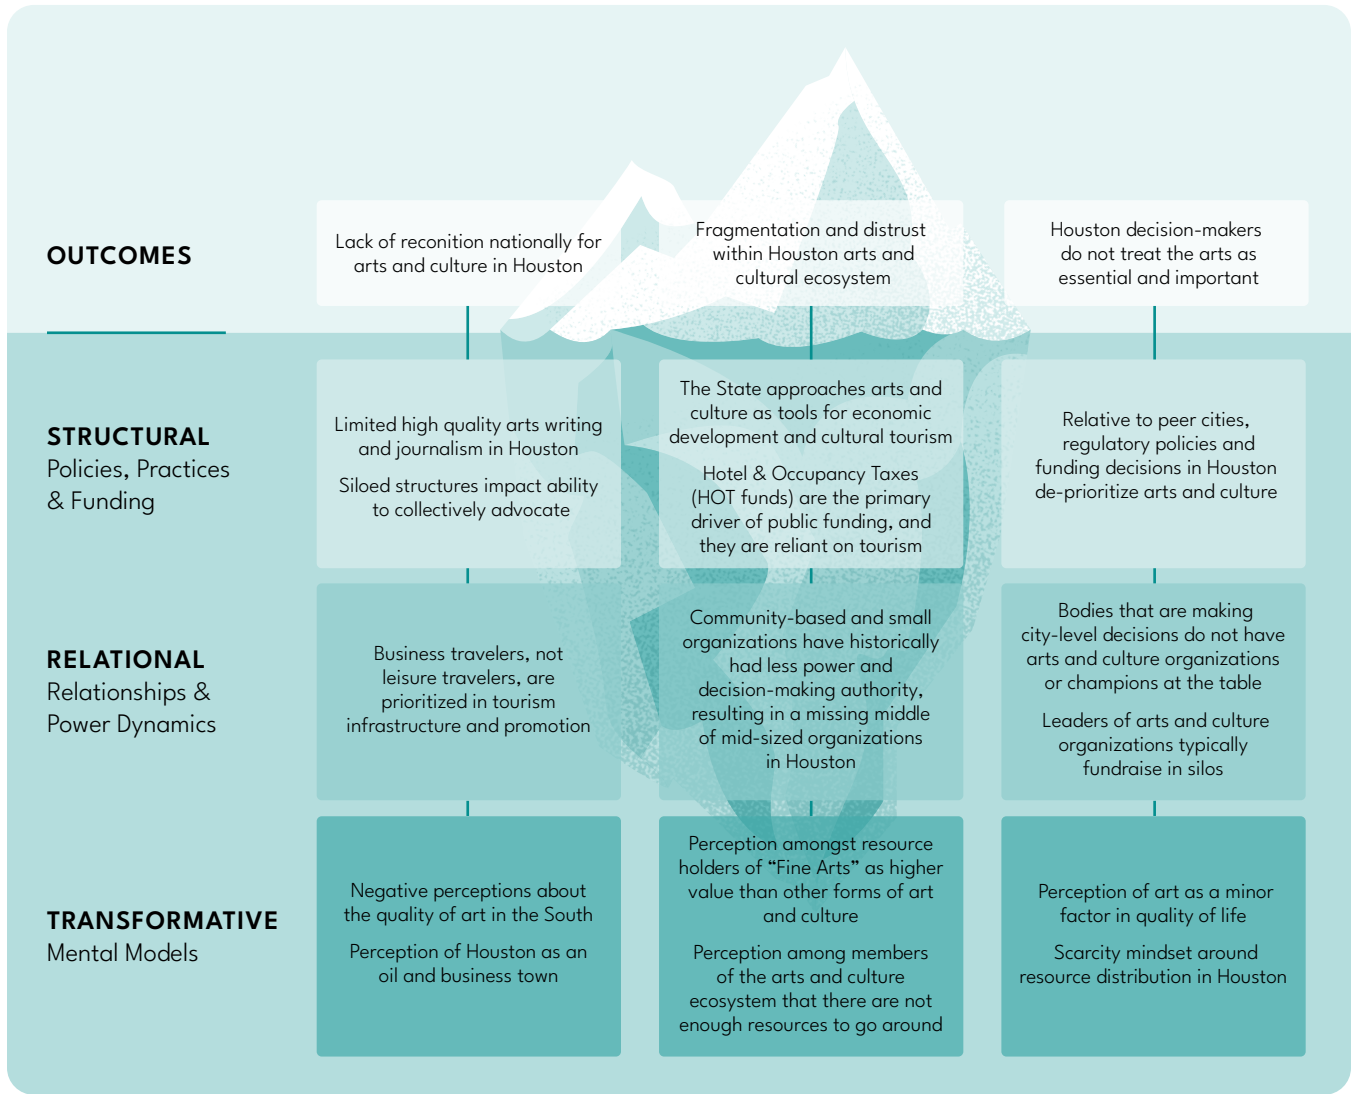 OUTCOMES
Lack of reconition nationally for
arts and culture in Houston
Fragmentation and distrust
within Houston arts and
cultural ecosystem
Houston decision-makers
do not treat the arts as
essential and important
STRUCTURAL
Policies, Practices
& Funding
Limited high quality arts writing
and journalism in Houston
Siloed structures impact ability
to collectively advocate
The State approaches arts and
culture as tools for economic
development and cultural tourism
Hotel & Occupancy Taxes
(HOT funds) are the primary
driver of public funding, and
they are reliant on tourism
Relative to peer cities,
regulatory policies and
funding decisions in Houston
de-prioritize arts and culture
RELATIONAL
Relationships &
Power Dynamics
Business travelers, not
leisure travelers, are
prioritized in tourism
infrastructure and promotion
Community-based and small
organizations have historically
had less power and
decision-making authority,
resulting in a missing middle
of mid-sized organizations
in Houston
Bodies that are making
city-level decisions do not have
arts and culture organizations
or champions at the table
Leaders of arts and culture
organizations typically
fundraise in silos
TRANSFORMATIVE
Mental Models
Negative perceptions about
the quality of art in the South
Perception of Houston as an
oil and business town
Perception amongst resource
holders of “Fine Arts” as higher
value than other forms of art
and culture
Perception among members
of the arts and culture
ecosystem that there are not
enough resources to go around
Perception of art as a minor
factor in quality of life
Scarcity mindset around
resource distribution in Houston